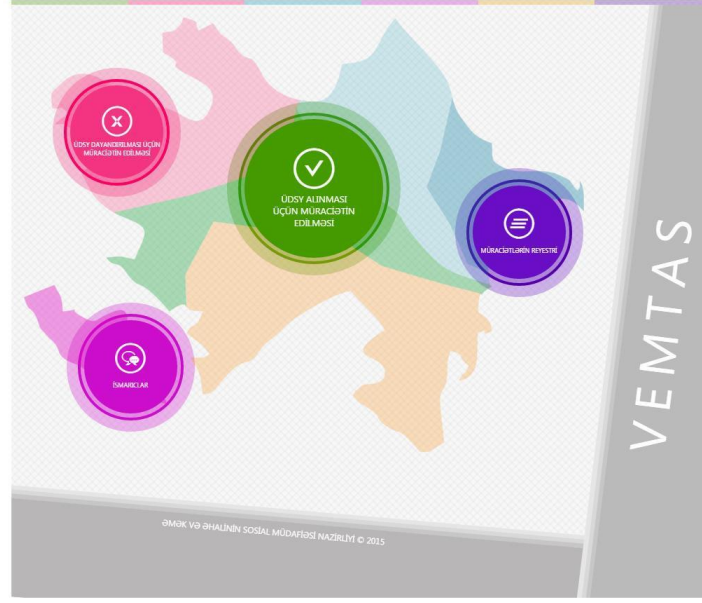 ÜDSY DAYANDIRILMASI ÜÇÜN
MÜRACİƏTİN EDİLMƏSİ
ÜDSY ALINMASI
ÜÇÜN MÜRACİƏTİN
EDİLMƏSİ
MÜRACİƏTLƏRİN REYESTRİ
İSMARICLAR
VEMTAS
ƏMƏK VƏ ƏHALİNİN SOSİAL MÜDAFİƏSİ NAZİRLİYİ © 2015